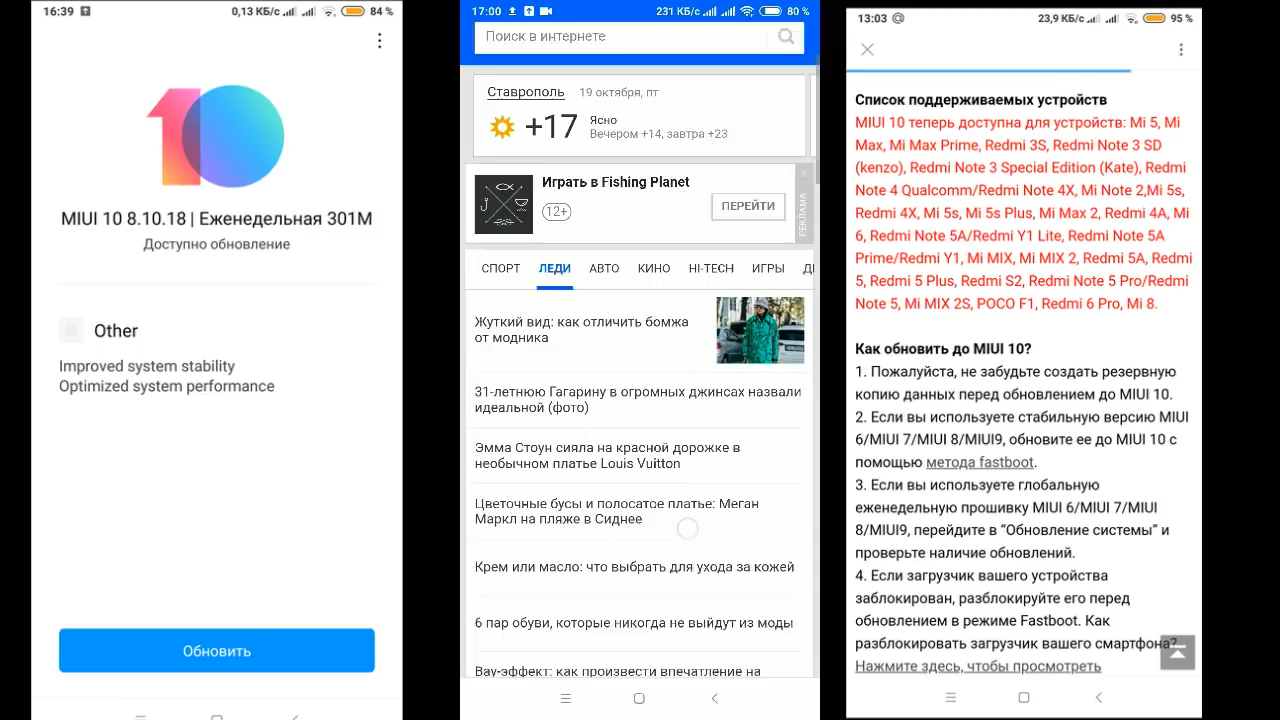 16:39
0,13 КБ/с
84 %
10
MIUI 10 8.10.18 | Еженедельная 301M
Доступно обновление
Other
Improved system stability
Optimized system performance
Обновить
17:00
231 КБ/с
80 %
Поиск в интернете
Ставрополь 19 октября, пт
+17
Ясно
Вечером +14, завтра +23
Играть в Fishing Planet
12+
ПЕРЕЙТИ
РЕКЛАМА
СПОРТ ЛЕДИ АВТО КИНО HI-TECH ИГРЫ
Жуткий вид: как отличить бомжа
от модника
31-летнюю Гагарину в огромных джинсах назвали
идеальной (фото)
Эмма Стоун сияла на красной дорожке в
необычном платье Louis Vuitton
Цветочные бусы и полосатое платье: Меган
Маркл на пляже в Сиднее
Крем или масло: что выбрать для ухода за кожей
6 пар обуви, которые никогда не выйдут из моды
Вау-эффект: как произвести впечатление на
13:03 @
23,9 КБ/с
95 %
Список поддерживаемых устройств
MIUI 10 теперь доступна для устройств: Mi 5, Mi
Max, Mi Max Prime, Redmi 3S, Redmi Note 3 SD
(kenzo), Redmi Note 3 Special Edition (Kate), Redmi
Note 4 Qualcomm/Redmi Note 4X, Mi Note 2,Mi 5s,
Redmi 4X, Mi 5s, Mi 5s Plus, Mi Max 2, Redmi 4A, Mi
6, Redmi Note 5A/Redmi Y1 Lite, Redmi Note 5A
Prime/Redmi Y1, Mi MIX, Mi MIX 2, Redmi 5A, Redmi
5, Redmi 5 Plus, Redmi S2, Redmi Note 5 Pro/Redmi
Note 5, Mi MIX 2S, POCO F1, Redmi 6 Pro, Mi 8.
Как обновить до MIUI 10?
1. Пожалуйста, не забудьте создать резервную
копию данных перед обновлением до MIUI 10.
2. Если вы используете стабильную версию MIUI
6/MIUI 7/MIUI 8/MIUI9, обновите ее до MIUI 10 с
помощью метода fastboot.
3. Если вы используете глобальную
еженедельную прошивку MIUI 6/MIUI 7/MIUI
8/MIUI9, перейдите в “Обновление системы” и
проверьте наличие обновлений.
4. Если загрузчик вашего устройства
заблокирован, разблокируйте его перед
обновлением в режиме Fastboot. Как
разблокировать загрузчик вашего смартфона?
Нажмите здесь, чтобы просмотреть